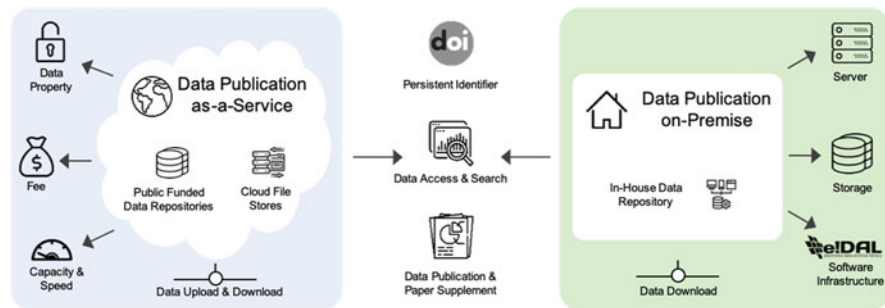 Data
Property
Fee
Capacity &
Speed
Data Publication
as-a-Service
Public Funded
Data Repositories
Cloud File
Stores
Data Upload & Download
doi
Persistent Identifier
Data Access & Search
Data Publication &
Paper Supplement
Data Publication
on-Premise
In-House Data
Repository
Data Download
Server
Storage
e!DAL
Software
Infrastructure